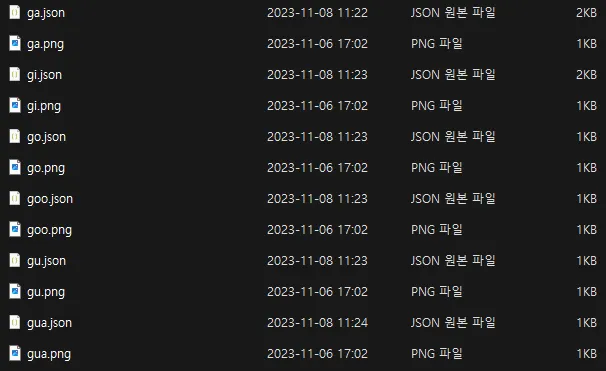 ga.json 2023-11-08 11:22 JSON 원본 파일 2KB
ga.png 2023-11-06 17:02 PNG 파일 1KB
gi.json 2023-11-08 11:23 JSON 원본 파일 2KB
gi.png 2023-11-06 17:02 PNG 파일 1KB
go.json 2023-11-08 11:23 JSON 원본 파일 1KB
go.png 2023-11-06 17:02 PNG 파일 1KB
goo.json 2023-11-08 11:23 JSON 원본 파일 1KB
goo.png 2023-11-06 17:02 PNG 파일 1KB
gu.json 2023-11-08 11:23 JSON 원본 파일 1KB
gu.png 2023-11-06 17:02 PNG 파일 1KB
gua.json 2023-11-08 11:24 JSON 원본 파일 1KB
gua.png 2023-11-06 17:02 PNG 파일 1KB